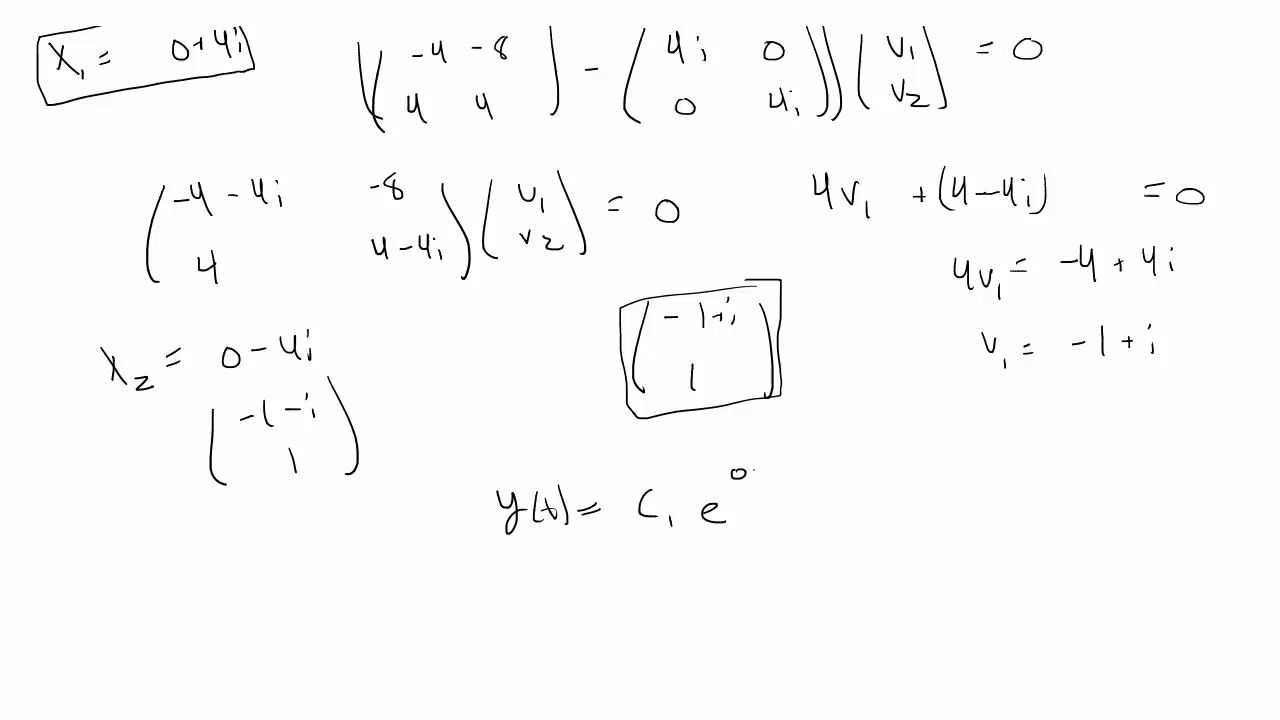 X₁ = 0+4i
((-4 -8
4 4) - (4i 0
0 4i))(v₁
v₂) = 0
(-4-4i -8
4 4-4i)(v₁
v₂) = 0
4v₁ + (4-4i) = 0
4v₁ = -4+4i
v₁ = -1+i
(-1+i
1)
X₂ = 0-4i
(-1-i
1)
y(t) = C₁ e⁰